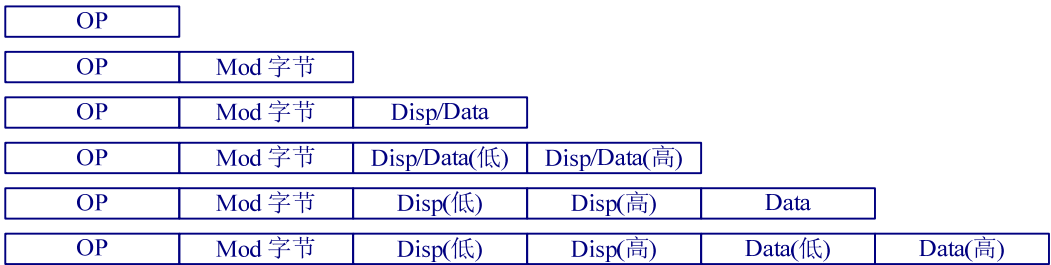 OP
OP Mod 字节
OP Mod 字节 Disp/Data
OP Mod 字节 Disp/Data(低) Disp/Data(高)
OP Mod 字节 Disp(低) Disp(高) Data
OP Mod 字节 Disp(低) Disp(高) Data(低) Data(高)